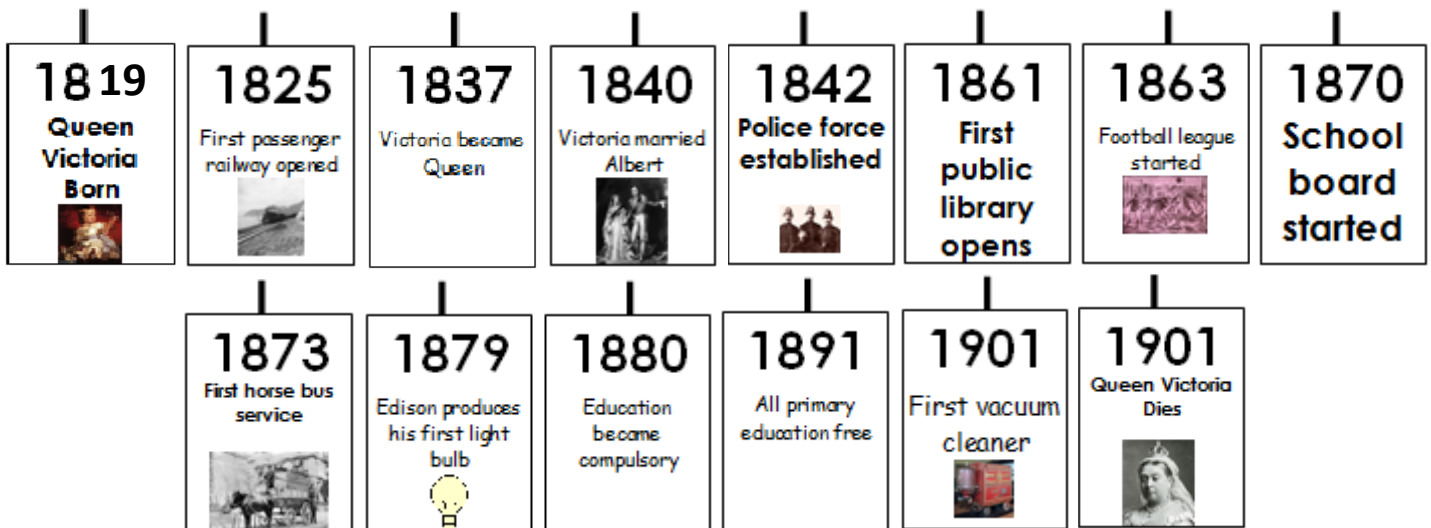 1819
Queen
Victoria
Born
1825
First passenger
railway opened
1837
Victoria became
Queen
1840
Victoria married
Albert
1842
Police force
established
1861
First
public
library
opens
1863
Football league
started
1870
School
board
started
1873
First horse bus
service
1879
Edison produces
his first light
bulb
1880
Education
became
compulsory
1891
All primary
education free
1901
First vacuum
cleaner
1901
Queen Victoria
Dies